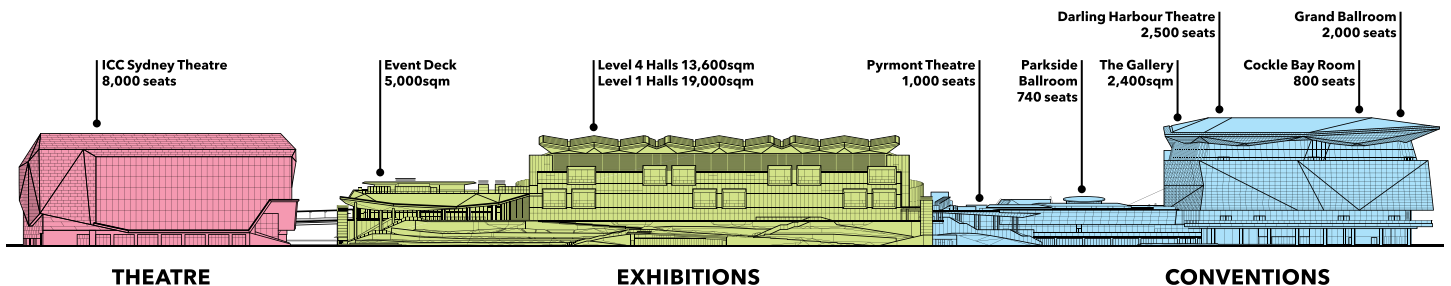 ICC Sydney Theatre
8,000 seats
Event Deck
5,000sqm
Level 4 Halls 13,600sqm
Level 1 Halls 19,000sqm
Pyrmont Theatre
1,000 seats
Parkside
Ballroom
740 seats
The Gallery
2,400sqm
Darling Harbour Theatre
2,500 seats
Cockle Bay Room
800 seats
Grand Ballroom
2,000 seats
THEATRE
EXHIBITIONS
CONVENTIONS